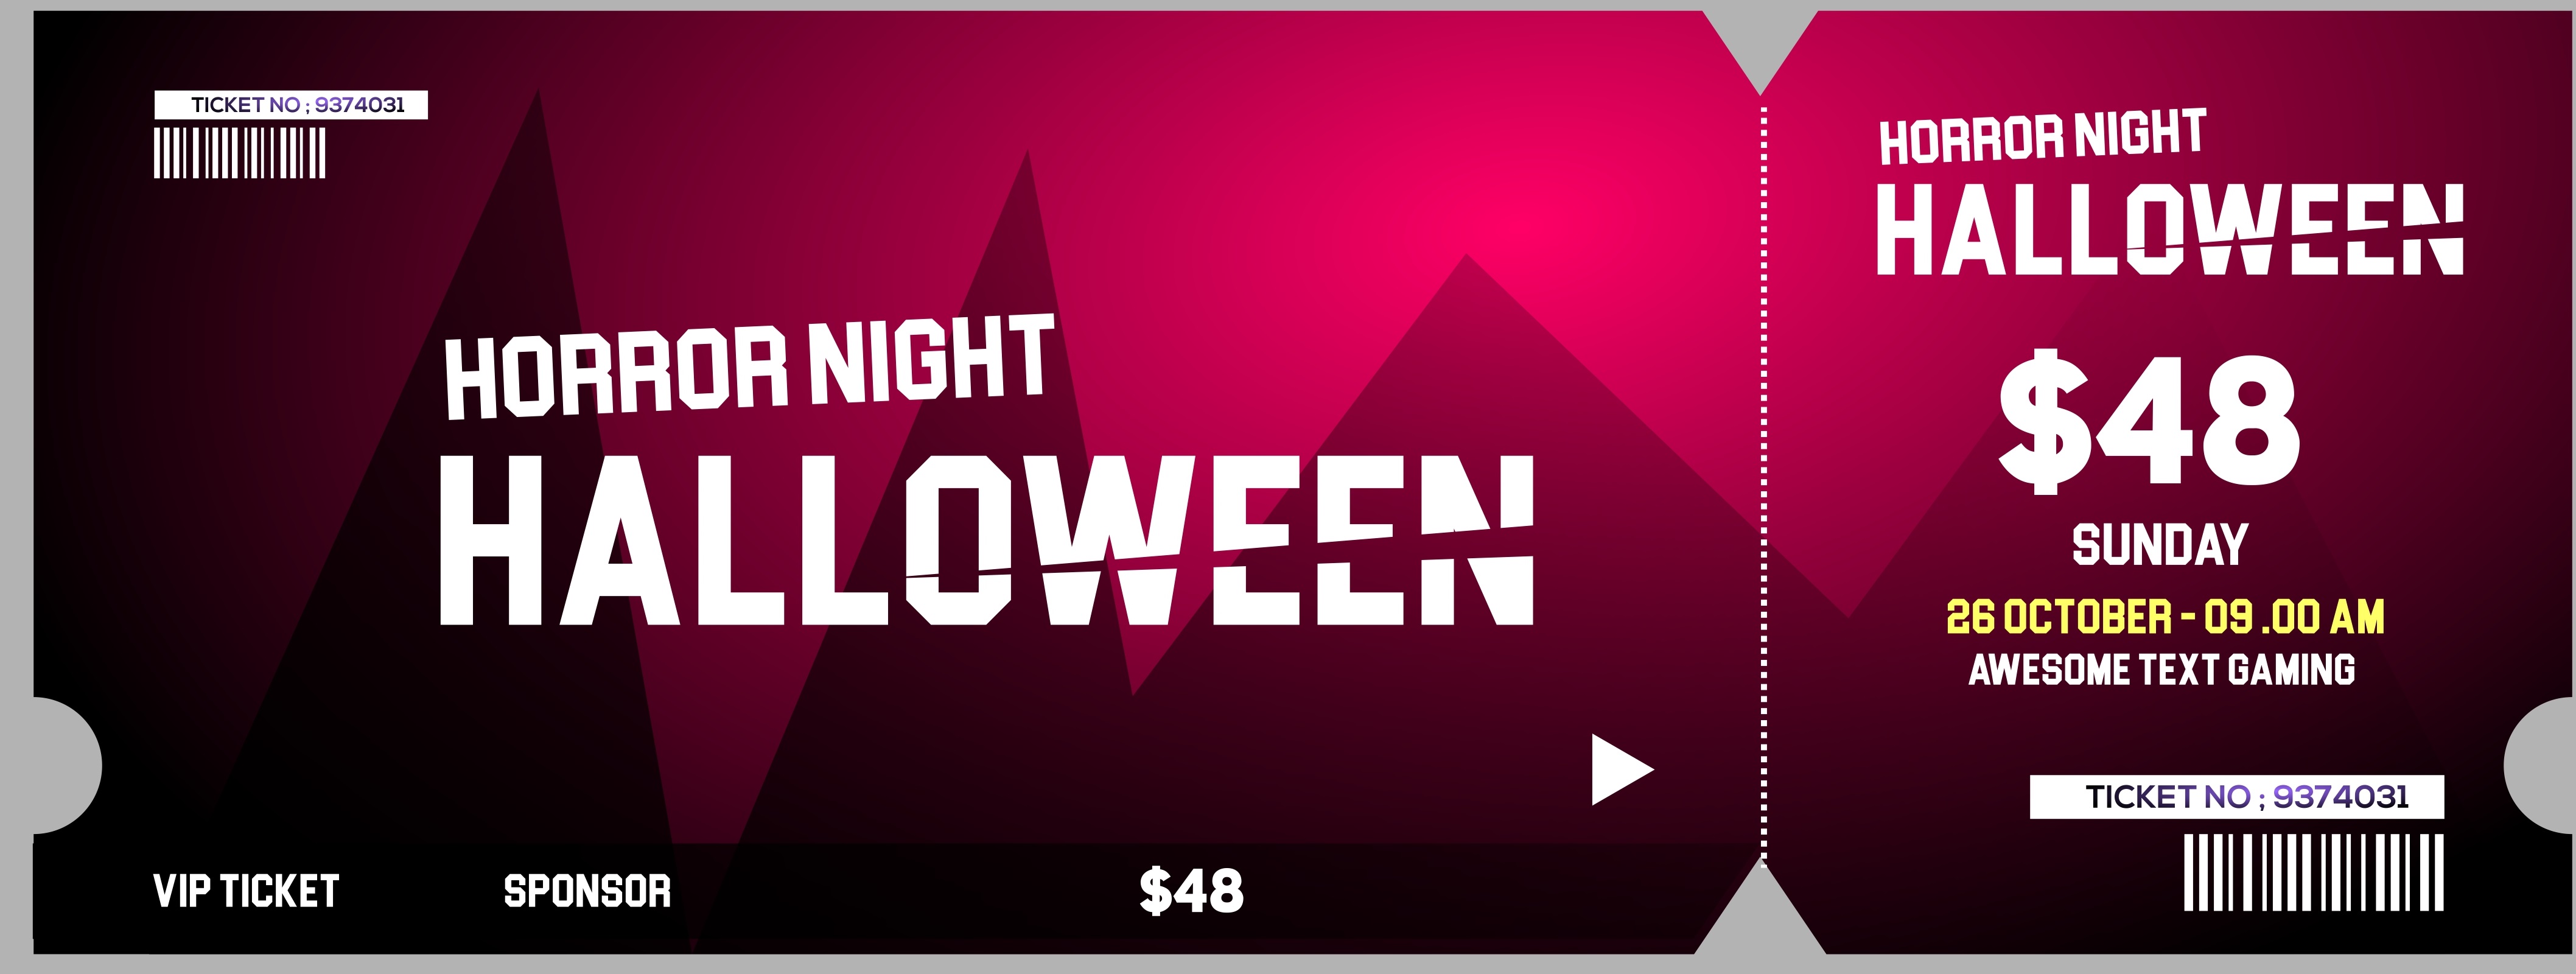 TICKET NO ; 9374031
HORROR NIGHT
HALLOWEEN
VIP TICKET
SPONSOR
$48
HORROR NIGHT
HALLOWEEN
$48
SUNDAY
26 OCTOBER - 09 .00 AM
AWESOME TEXT GAMING
TICKET NO ; 9374031